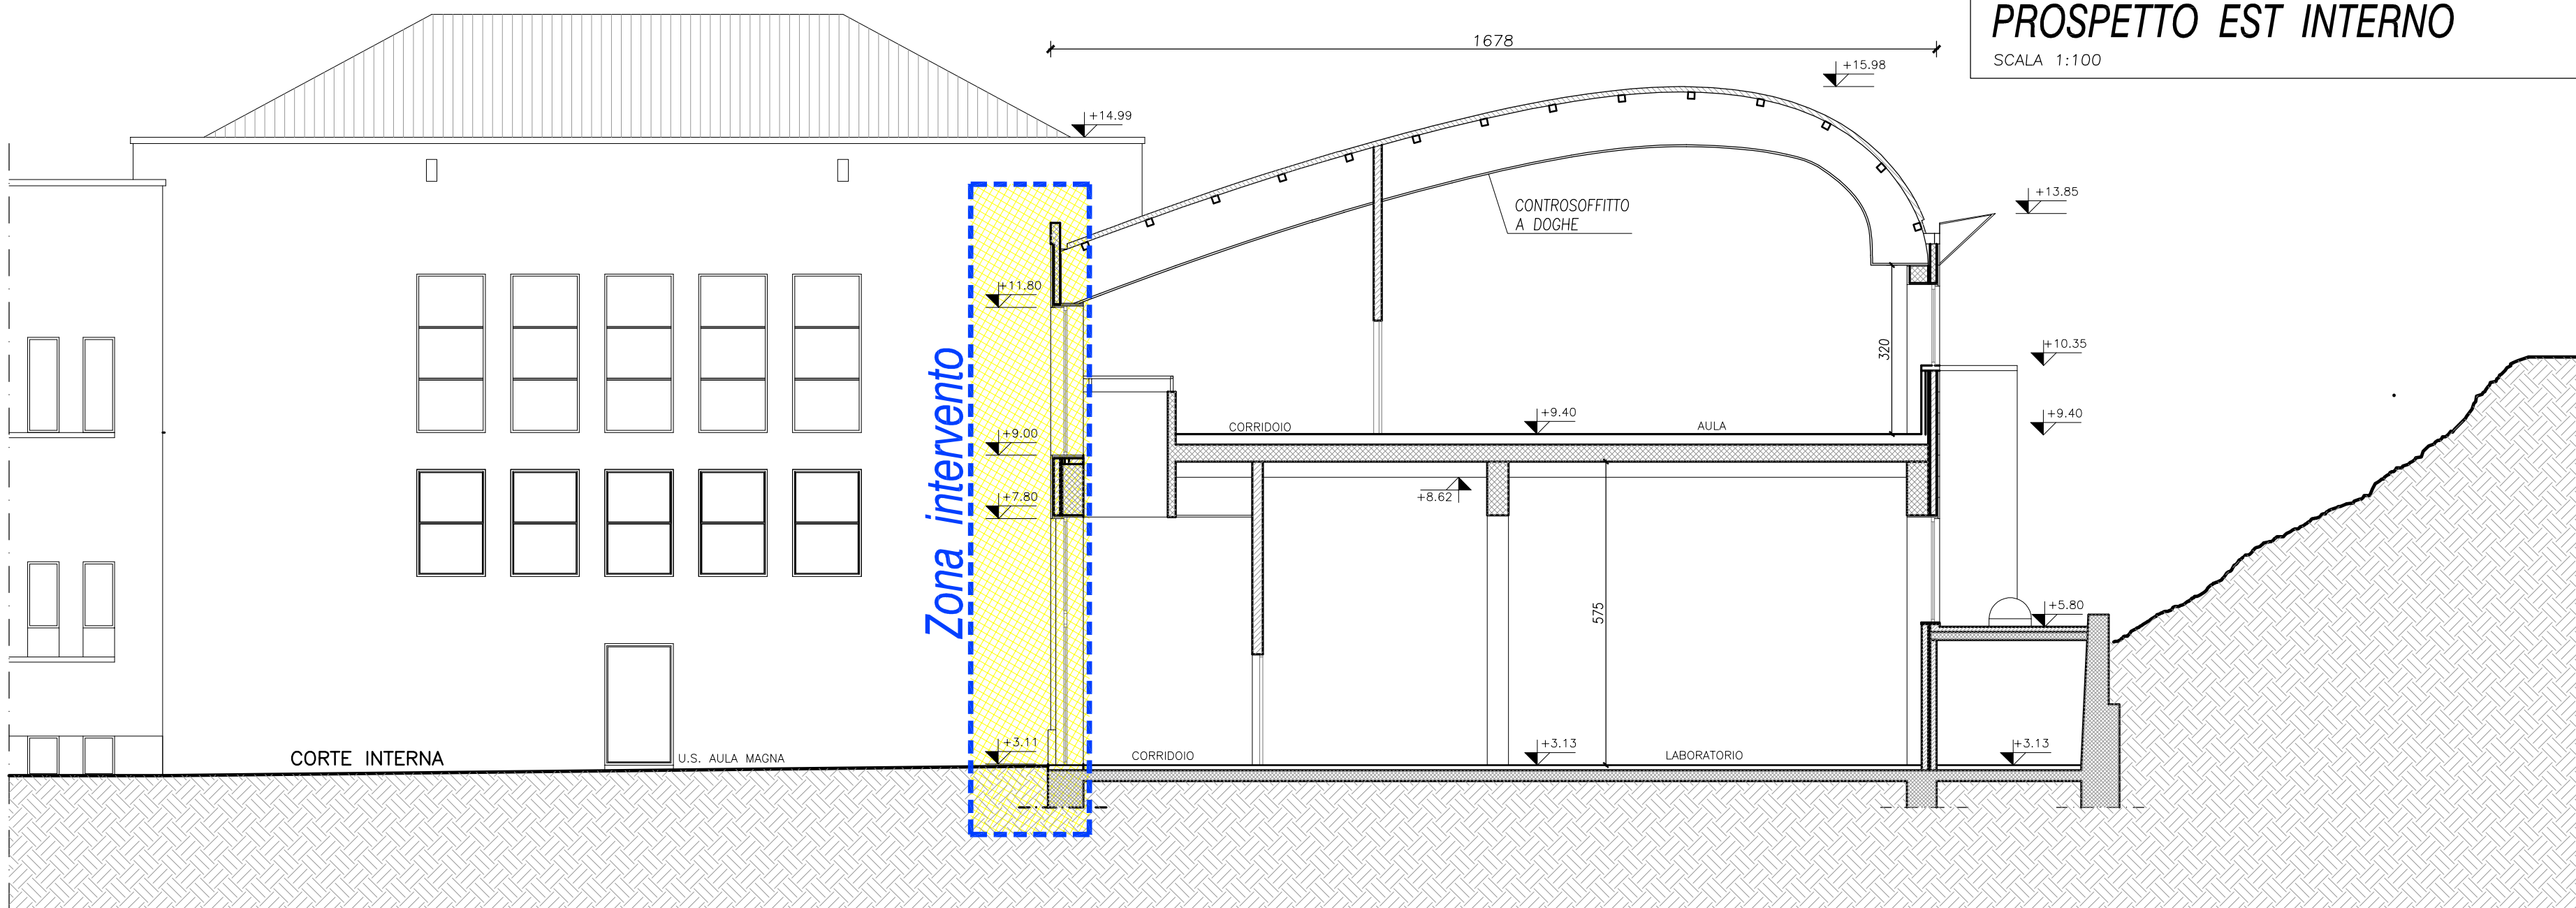 PROSPETTO EST INTERNO
SCALA 1:100
1678
+15.98
+14.99
+13.85
CONTROSOFFITTO
A DOGHE
+11.80
320
+10.35
Zona intervento
+9.00
CORRIDOIO
+9.40
AULA
+9.40
+7.80
+8.62
575
+5.80
CORTE INTERNA
U.S. AULA MAGNA
+3.11
CORRIDOIO
+3.13
LABORATORIO
+3.13